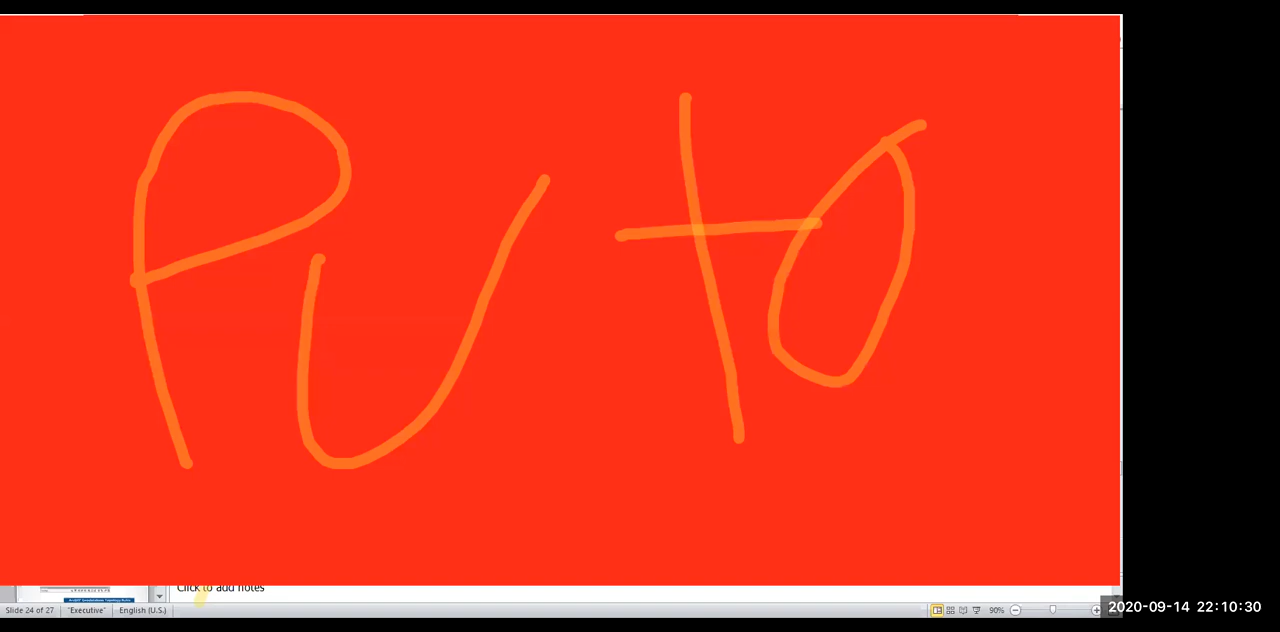 Puto
Click to add notes
Slide 24 of 27 "Executive" English (U.S.) 90%
2020-09-14 22:10:30